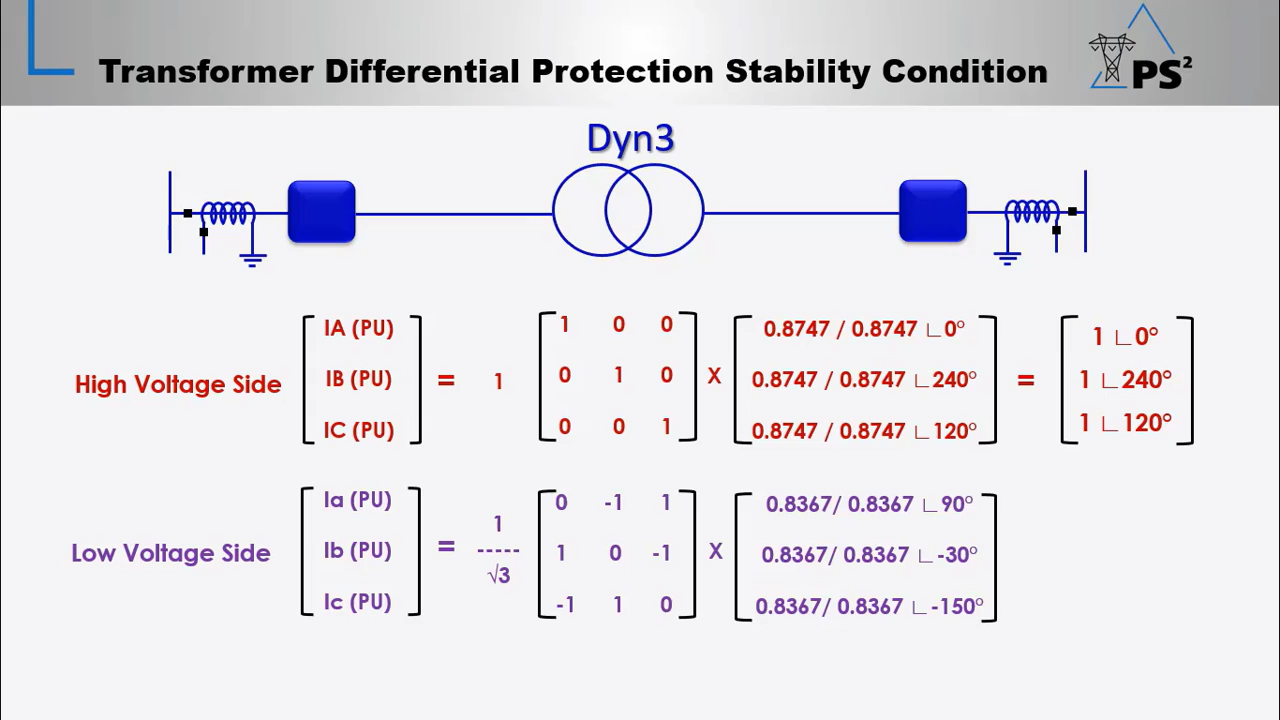 Transformer Differential Protection Stability Condition
PS²
Dyn3
High Voltage Side
IA (PU)
IB (PU)
IC (PU)
=
1
1 0 0
0 1 0
0 0 1
X
0.8747 / 0.8747 ∟0°
0.8747 / 0.8747 ∟240°
0.8747 / 0.8747 ∟120°
=
1 ∟0°
1 ∟240°
1 ∟120°
Low Voltage Side
Ia (PU)
Ib (PU)
Ic (PU)
=
1
-----
√3
0 -1 1
1 0 -1
-1 1 0
X
0.8367/ 0.8367 ∟90°
0.8367/ 0.8367 ∟-30°
0.8367/ 0.8367 ∟-150°